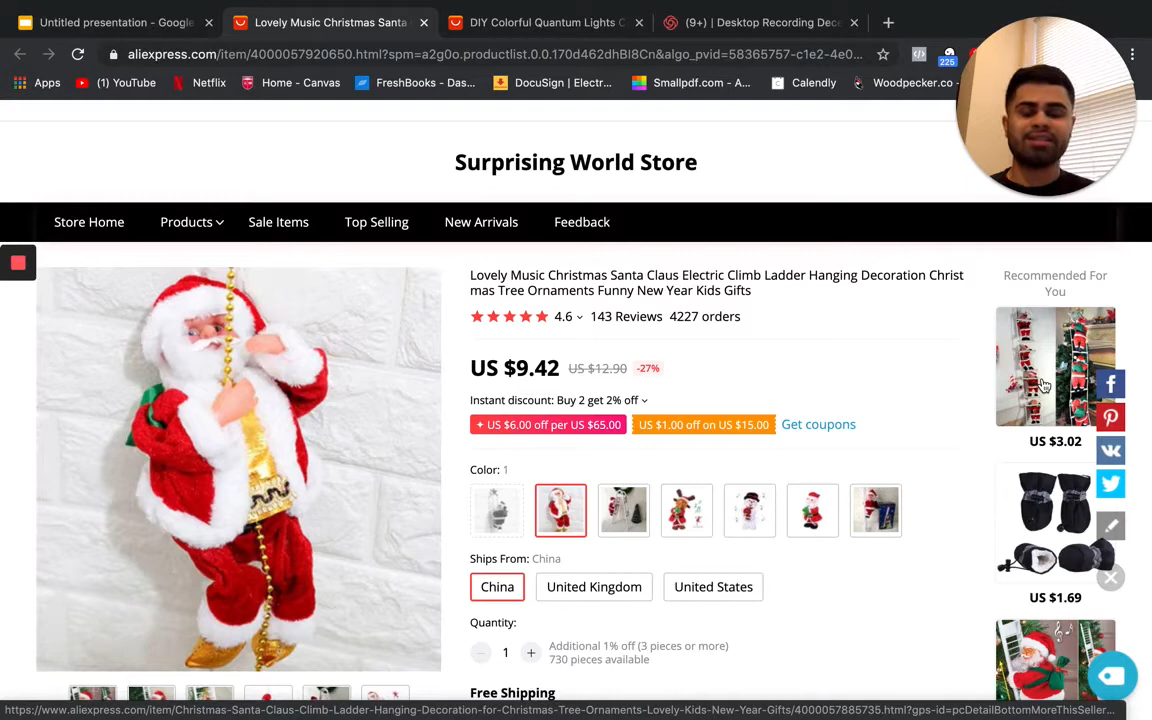 Untitled presentation - Google
Lovely Music Christmas Santa
DIY Colorful Quantum Lights C
(9+) | Desktop Recording Dece
aliexpress.com/item/4000057920650.html?spm=a2g0o.productlist.0.0.170d462dhBI8Cn&algo_pvid=58365757-c1e2-4e0...
225
Apps
(1) YouTube
Netflix
Home - Canvas
FreshBooks - Das...
DocuSign | Electr...
Smallpdf.com - A...
Calendly
Woodpecker.co -
Surprising World Store
Store Home
Products
Sale Items
Top Selling
New Arrivals
Feedback
Lovely Music Christmas Santa Claus Electric Climb Ladder Hanging Decoration Christ
mas Tree Ornaments Funny New Year Kids Gifts
4.6
143 Reviews
4227 orders
US $9.42
US $12.90
-27%
Instant discount: Buy 2 get 2% off
+ US $6.00 off per US $65.00
US $1.00 off on US $15.00
Get coupons
Color: 1
Ships From: China
China
United Kingdom
United States
Quantity:
1
Additional 1% off (3 pieces or more)
730 pieces available
Free Shipping
Recommended For
You
US $3.02
US $1.69
https://www.aliexpress.com/item/Christmas-Santa-Claus-Climb-Ladder-Hanging-Decoration-for-Christmas-Tree-Ornaments-Lovely-Kids-New-Year-Gifts/4000057885735.html?gps-id=pcDetailBottomMoreThisSeller...